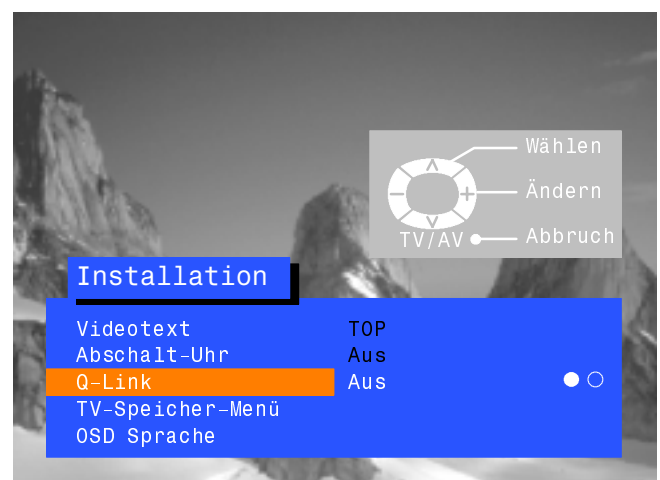 Wählen
Ändern
TV/AV Abbruch
Installation
Videotext TOP
Abschalt-Uhr Aus
Q-Link Aus
TV-Speicher-Menü
OSD Sprache